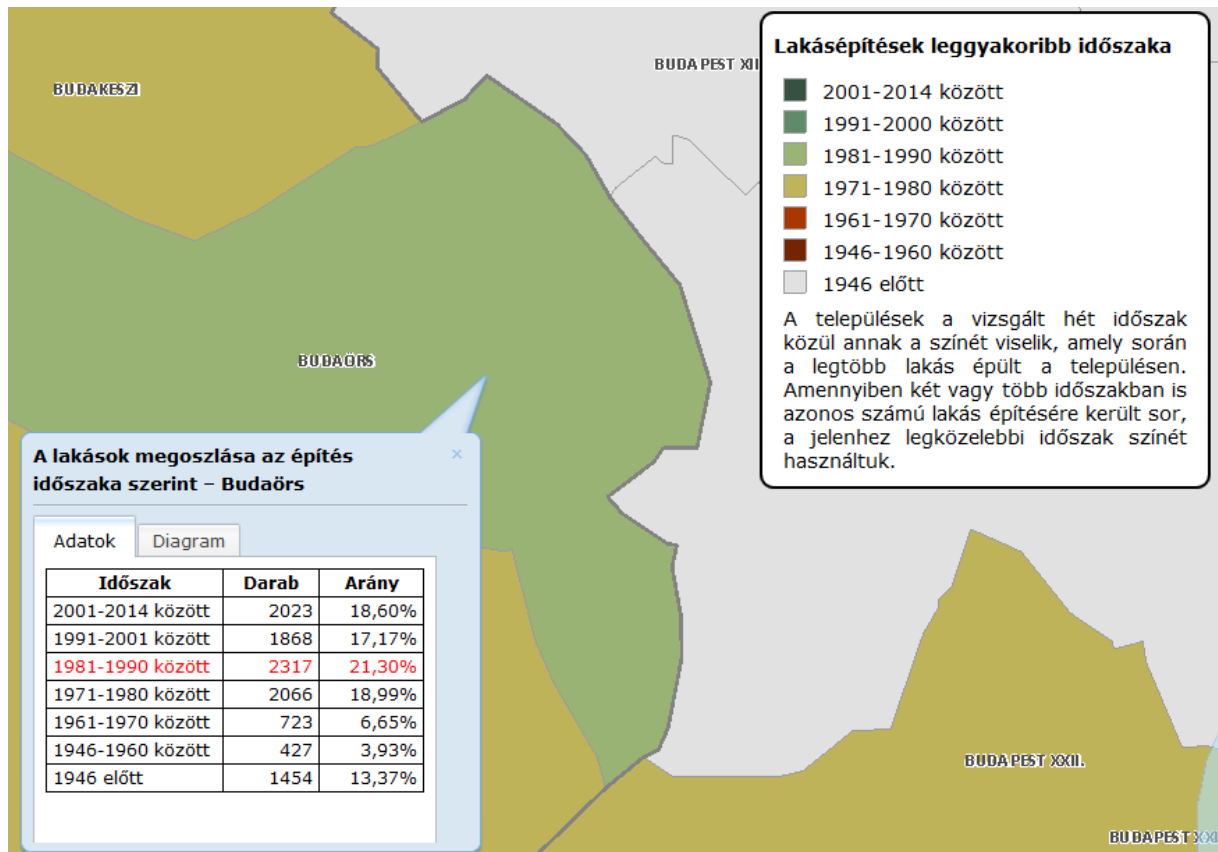 BUDAKESZI
BUDAPEST XII
BUDAÖRS
BUDAPEST XXII.
BUDAPEST XXI
Lakásépítések leggyakoribb időszaka
2001-2014 között
1991-2000 között
1981-1990 között
1971-1980 között
1961-1970 között
1946-1960 között
1946 előtt
A települések a vizsgált hét időszak
közül annak a színét viselik, amely során
a legtöbb lakás épült a településen.
Amennyiben két vagy több időszakban is
azonos számú lakás építésére került sor,
a jelenhez legközelebbi időszak színét
használtuk.
A lakások megoszlása az építés
időszaka szerint – Budaörs
×
Adatok Diagram
Időszak Darab Arány
2001-2014 között 2023 18,60%
1991-2001 között 1868 17,17%
1981-1990 között 2317 21,30%
1971-1980 között 2066 18,99%
1961-1970 között 723 6,65%
1946-1960 között 427 3,93%
1946 előtt 1454 13,37%